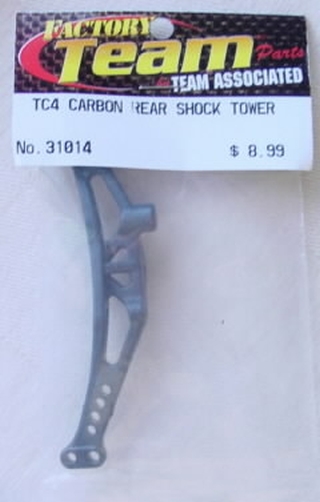 FACTORY
Team Parts
TEAM ASSOCIATED
TC4 CARBON REAR SHOCK TOWER
No. 31014 $ 8.99